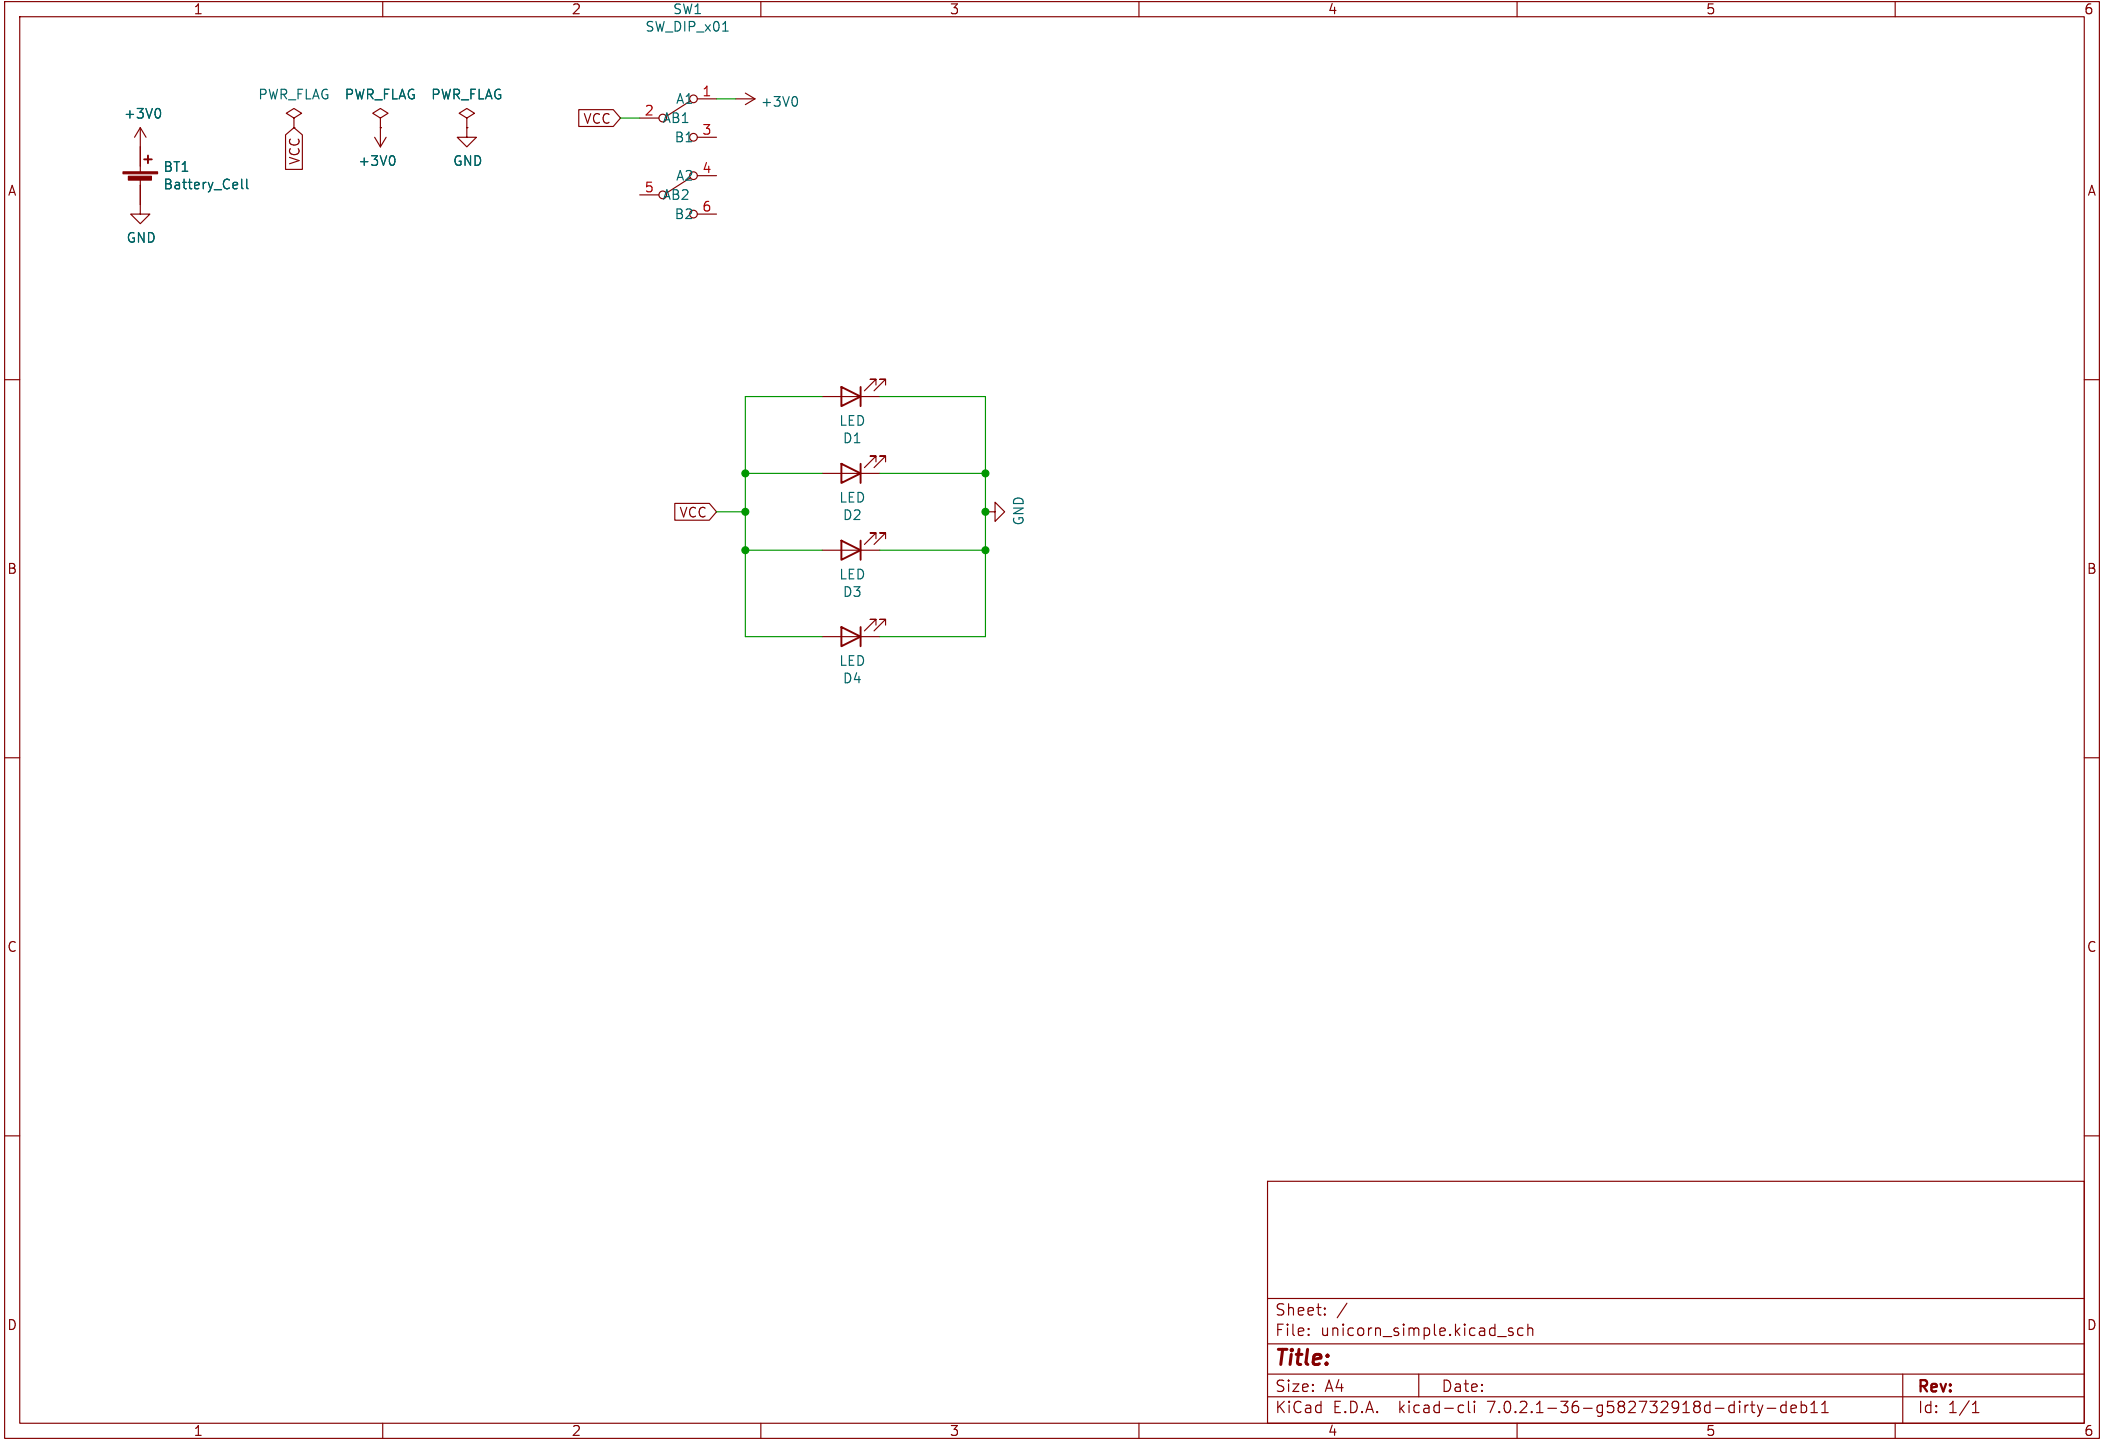 1 2 3 4 5 6
SW1
SW_DIP_x01
+3V0
BT1
Battery_Cell
GND
+
PWR_FLAG
VCC
PWR_FLAG
+3V0
PWR_FLAG
GND
VCC
2
AB1
A1
1
+3V0
B1
3
A2
4
5
AB2
B2
6
A
A
LED
D1
LED
D2
VCC
GND
LED
D3
LED
D4
B
B
C
C
D
D
Sheet: /
File: unicorn_simple.kicad_sch
Title:
Size: A4
Date:
Rev:
KiCad E.D.A. kicad-cli 7.0.2.1-36-g582732918d-dirty-deb11
Id: 1/1
1 2 3 4 5 6